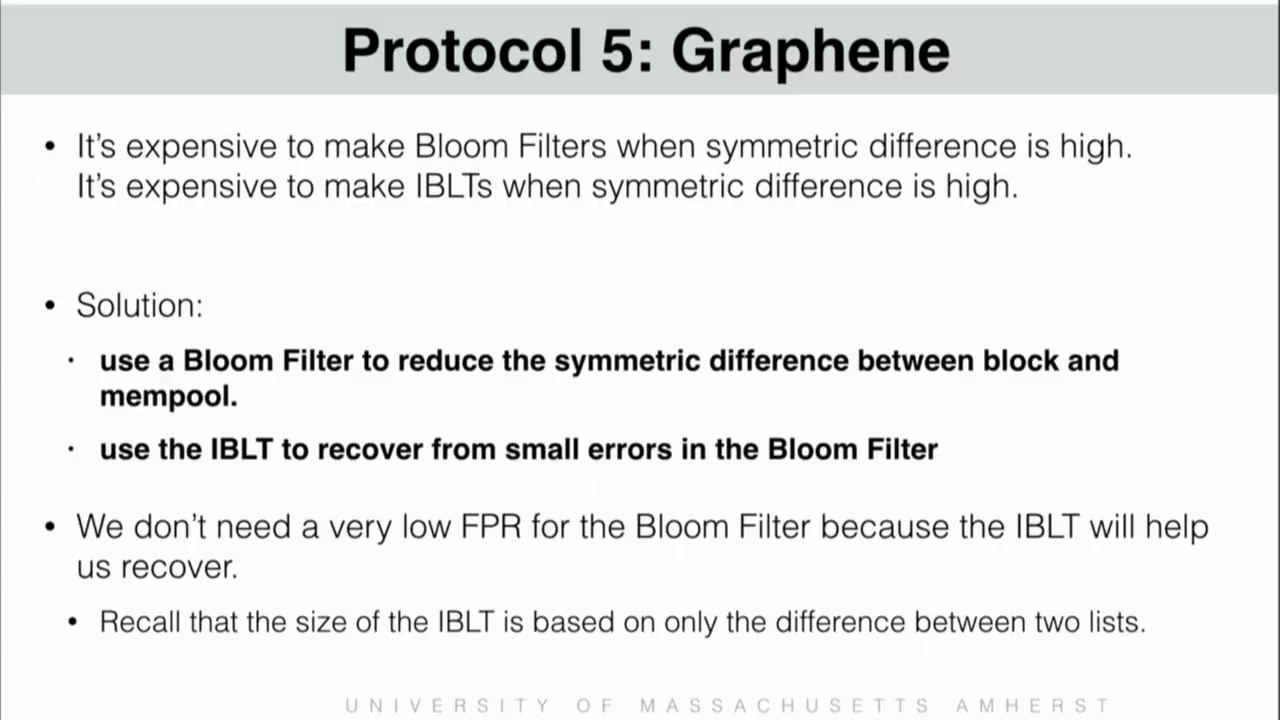 Protocol 5: Graphene
• It's expensive to make Bloom Filters when symmetric difference is high.
It's expensive to make IBLTs when symmetric difference is high.
• Solution:
· use a Bloom Filter to reduce the symmetric difference between block and
mempool.
· use the IBLT to recover from small errors in the Bloom Filter
• We don't need a very low FPR for the Bloom Filter because the IBLT will help
us recover.
• Recall that the size of the IBLT is based on only the difference between two lists.
UNIVERSITY OF MASSACHUSETTS AMHERST